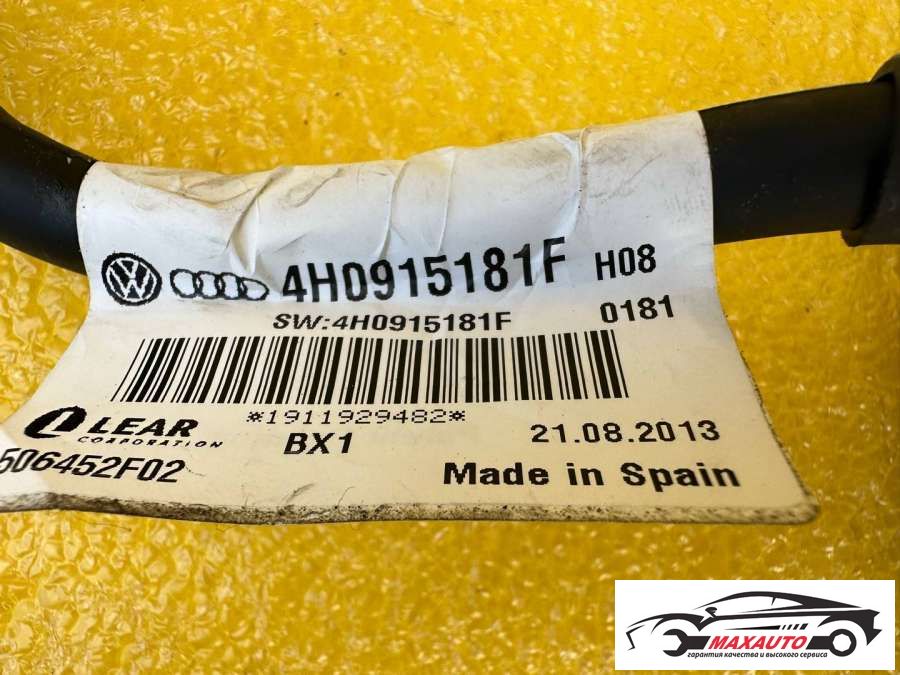 4H0915181F H08
SW:4H0915181F 0181
*1911929482*
LEAR
CORPORATION
BX1 21.08.2013
506452F02 Made in Spain
MAXAUTO
гарантия качества и высокого сервиса